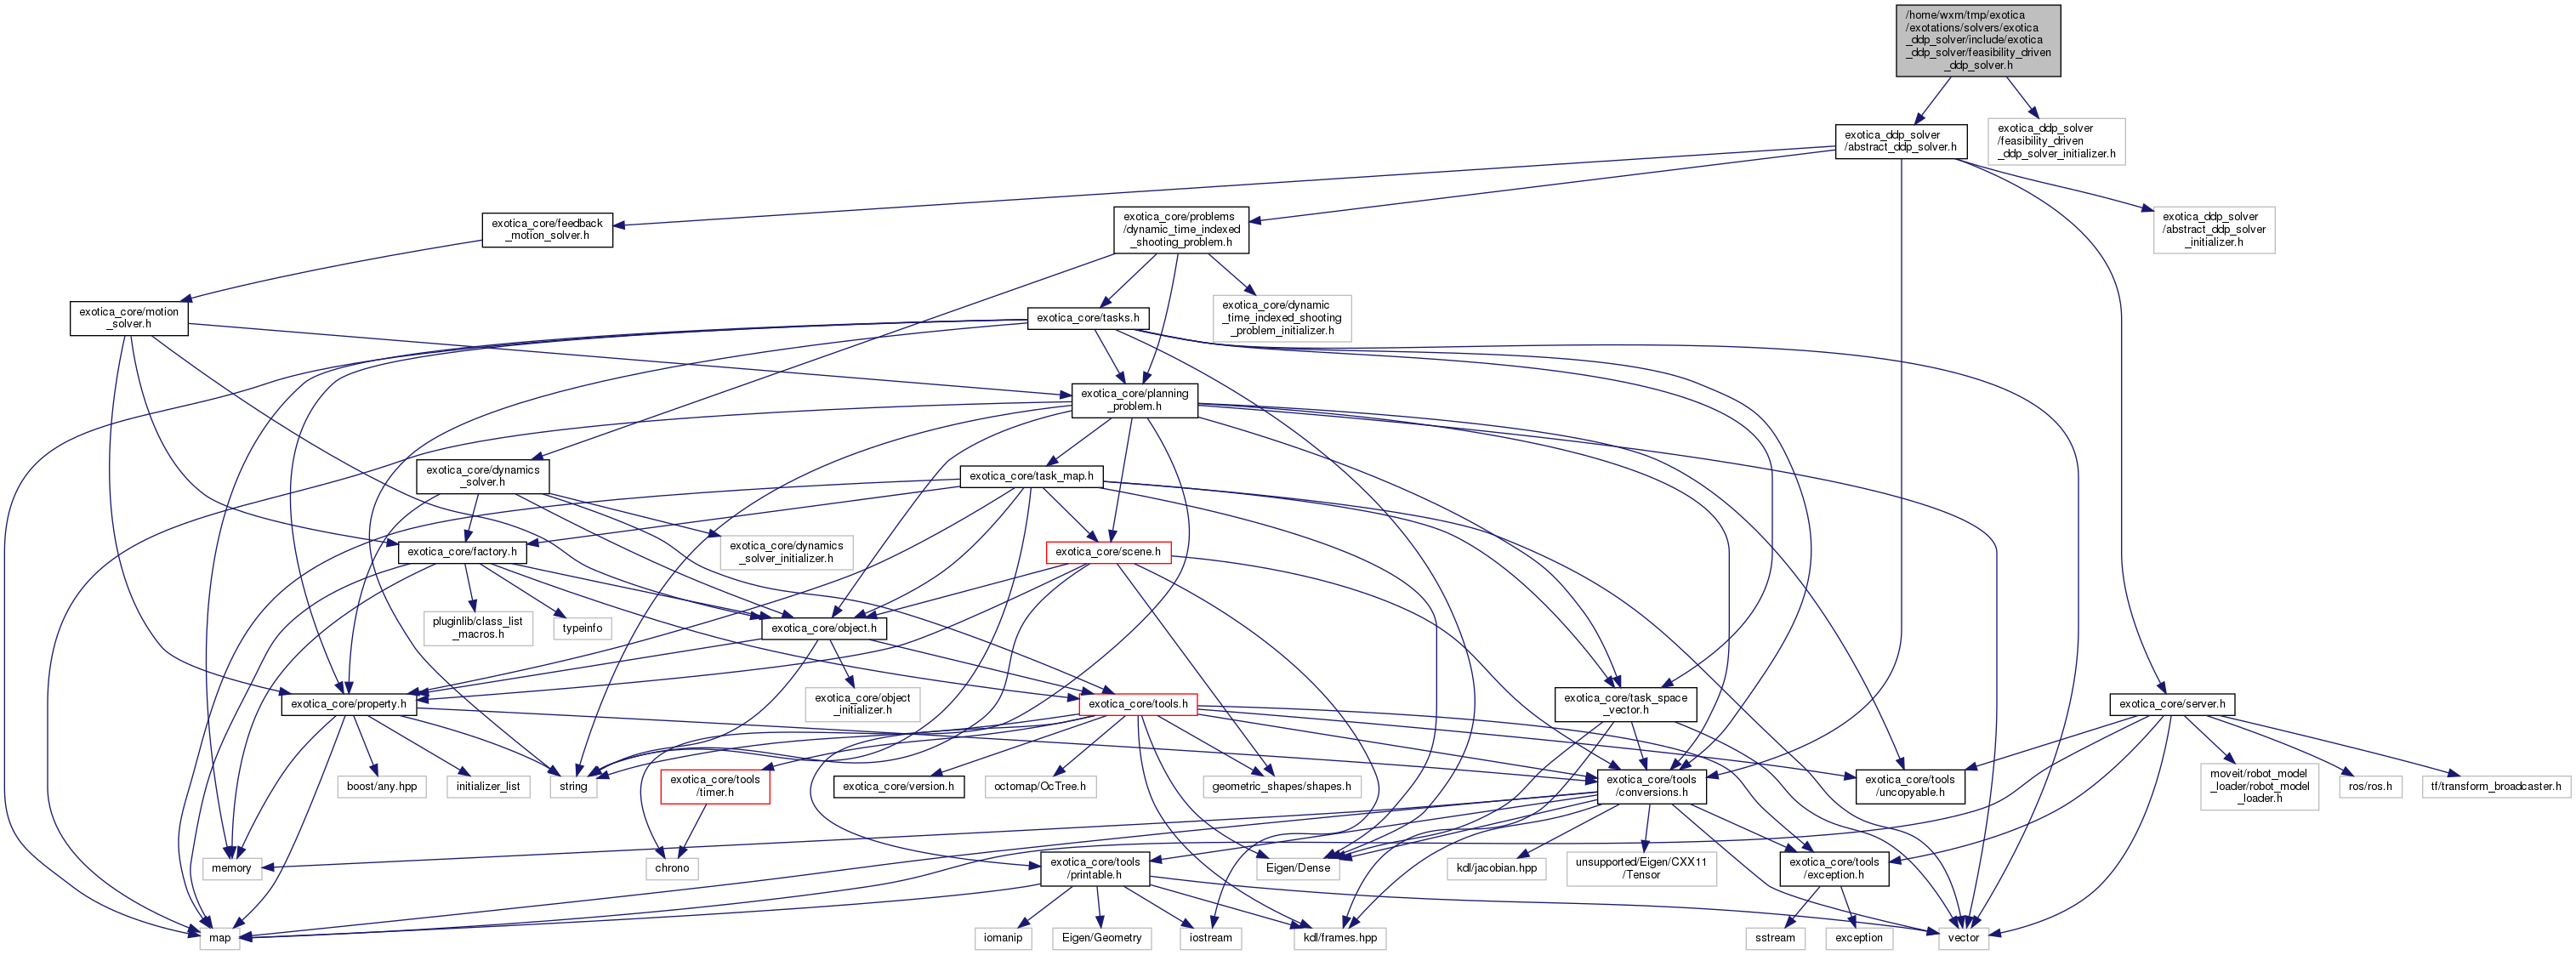 /home/wxm/tmp/exotica
/exotations/solvers/exotica
_ddp_solver/include/exotica
_ddp_solver/feasibility_driven
_ddp_solver.h
exotica_ddp_solver
/abstract_ddp_solver.h
exotica_ddp_solver
/feasibility_driven
_ddp_solver_initializer.h
exotica_core/feedback
_motion_solver.h
exotica_core/problems
/dynamic_time_indexed
_shooting_problem.h
exotica_ddp_solver
/abstract_ddp_solver
_initializer.h
exotica_core/motion
_solver.h
exotica_core/tasks.h
exotica_core/dynamic
_time_indexed_shooting
_problem_initializer.h
exotica_core/planning
_problem.h
exotica_core/dynamics
_solver.h
exotica_core/task_map.h
exotica_core/factory.h
exotica_core/dynamics
_solver_initializer.h
exotica_core/scene.h
pluginlib/class_list
_macros.h
typeinfo
exotica_core/object.h
exotica_core/property.h
exotica_core/object
_initializer.h
exotica_core/tools.h
exotica_core/task_space
_vector.h
exotica_core/server.h
boost/any.hpp
initializer_list
string
exotica_core/tools
/timer.h
exotica_core/version.h
octomap/OcTree.h
geometric_shapes/shapes.h
exotica_core/tools
/conversions.h
exotica_core/tools
/uncopyable.h
moveit/robot_model
_loader/robot_model
_loader.h
ros/ros.h
tf/transform_broadcaster.h
memory
chrono
exotica_core/tools
/printable.h
Eigen/Dense
kdl/jacobian.hpp
unsupported/Eigen/CXX11
/Tensor
exotica_core/tools
/exception.h
map
iomanip
Eigen/Geometry
iostream
kdl/frames.hpp
sstream
exception
vector